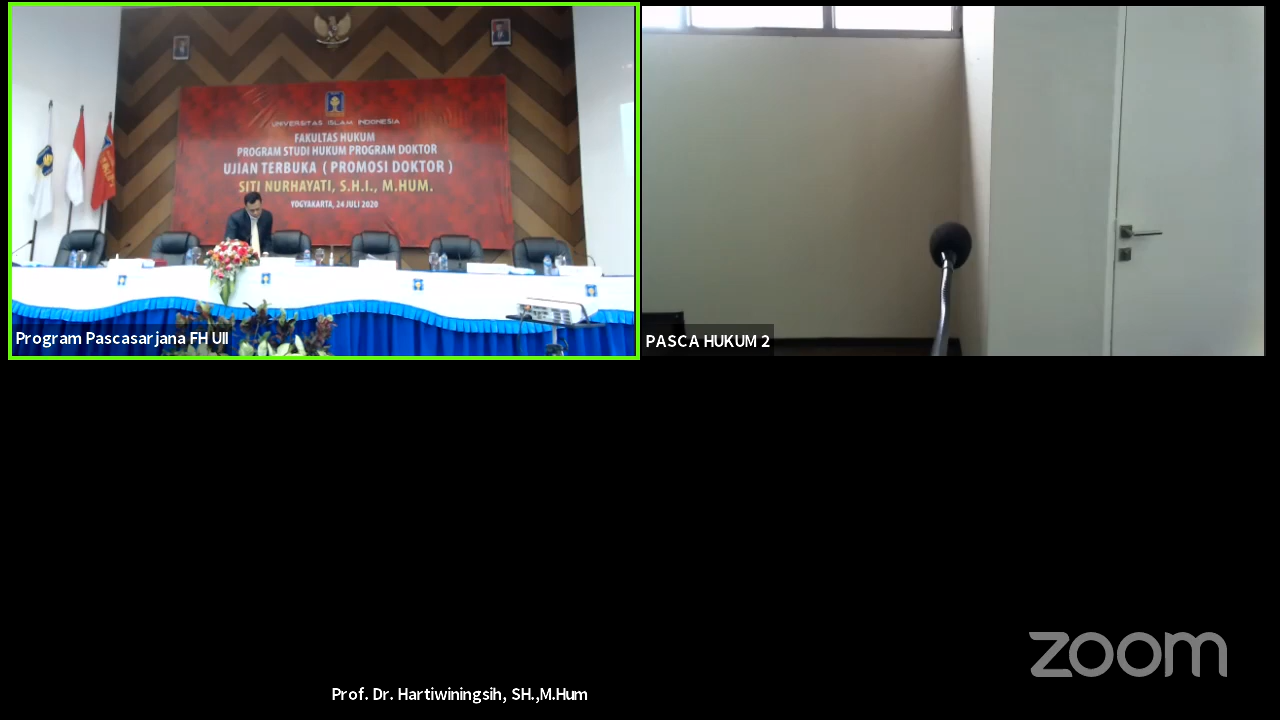 UNIVERSITAS ISLAM INDONESIA
FAKULTAS HUKUM
PROGRAM STUDI HUKUM PROGRAM DOKTOR
UJIAN TERBUKA ( PROMOSI DOKTOR )
SITI NURHAYATI, S.H.I., M.HUM.
YOGYAKARTA, 24 JULI 2020
Program Pascasarjana FH UII
PASCA HUKUM 2
zoom
Prof. Dr. Hartiwiningsih, SH.,M.Hum